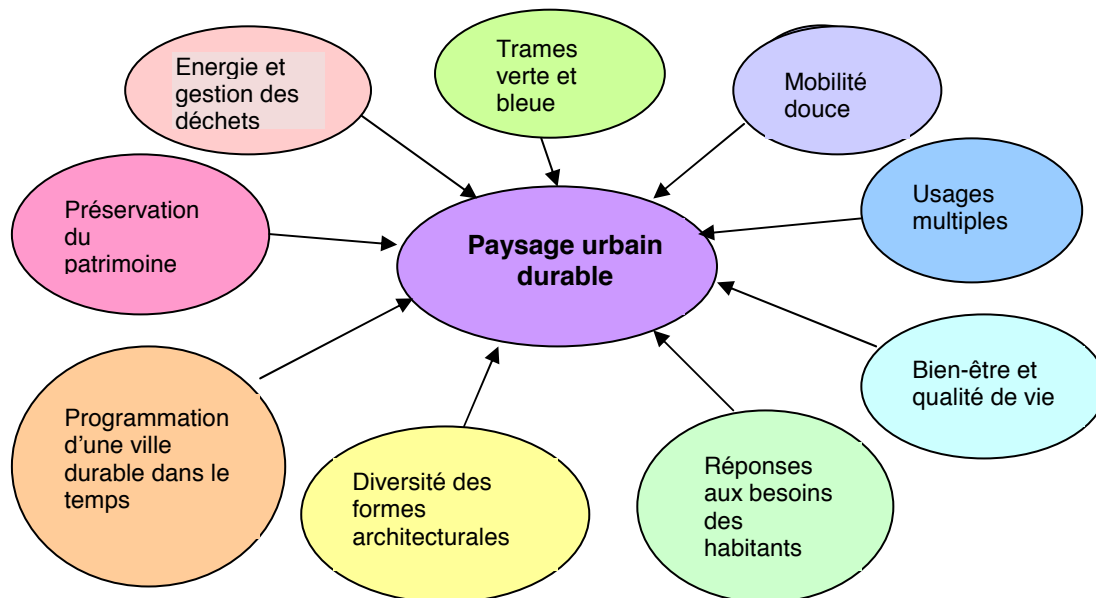 Energie et
gestion des
déchets
Trames
verte et
bleue
Mobilité
douce
Préservation
du
patrimoine
Paysage urbain
durable
Usages
multiples
Bien-être et
qualité de vie
Programmation
d’une ville
durable dans le
temps
Diversité des
formes
architecturales
Réponses
aux besoins
des
habitants